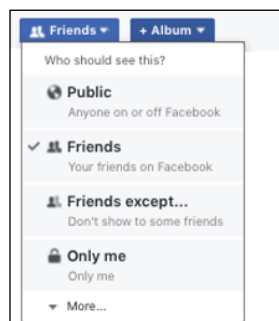 Friends
+ Album
Who should see this?
Public
Anyone on or off Facebook
Friends
Your friends on Facebook
Friends except...
Don't show to some friends
Only me
Only me
More...